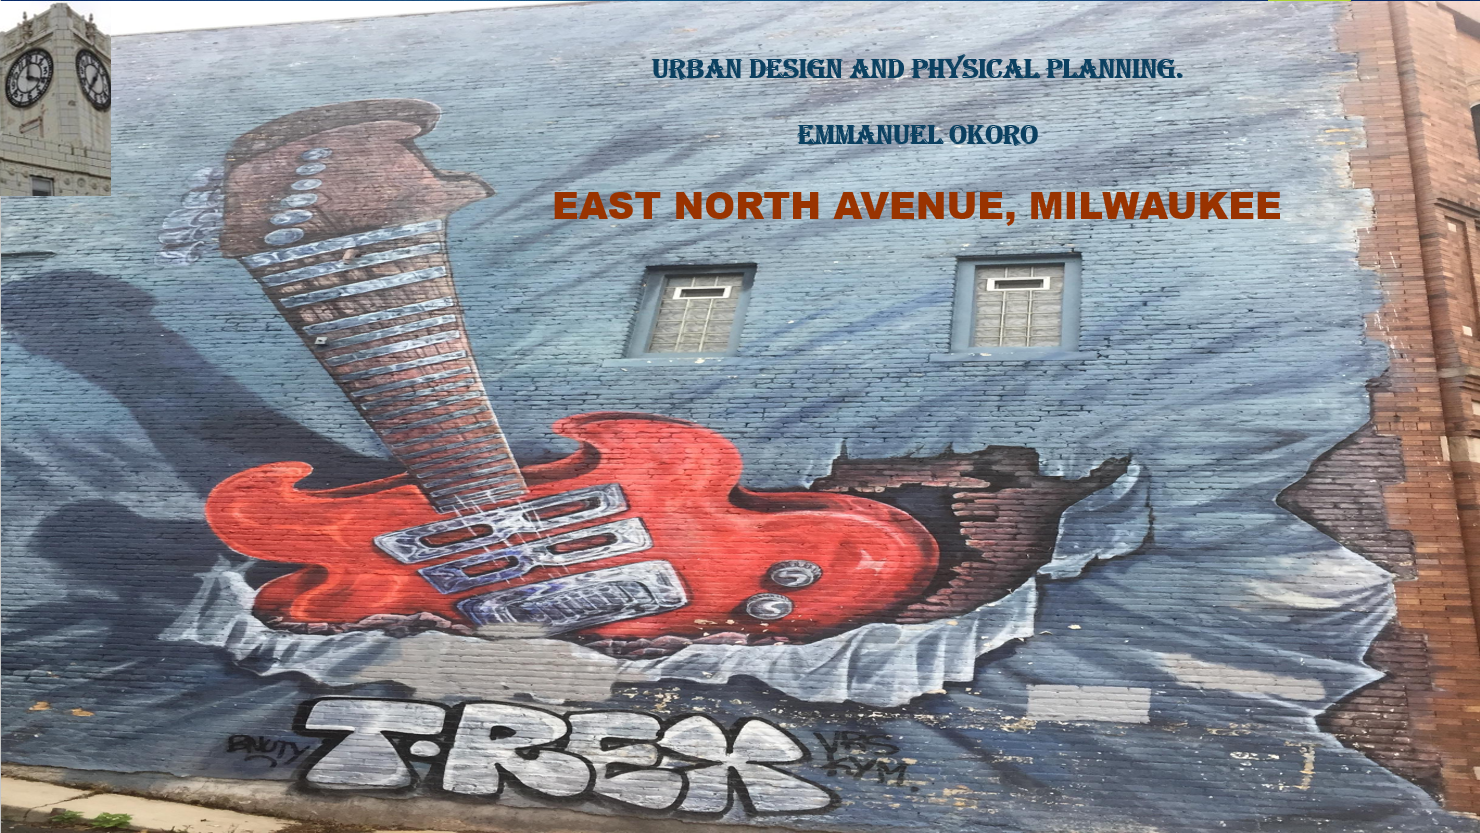 URBAN DESIGN AND PHYSICAL PLANNING.
EMMANUEL OKORO
EAST NORTH AVENUE, MILWAUKEE
T-REX